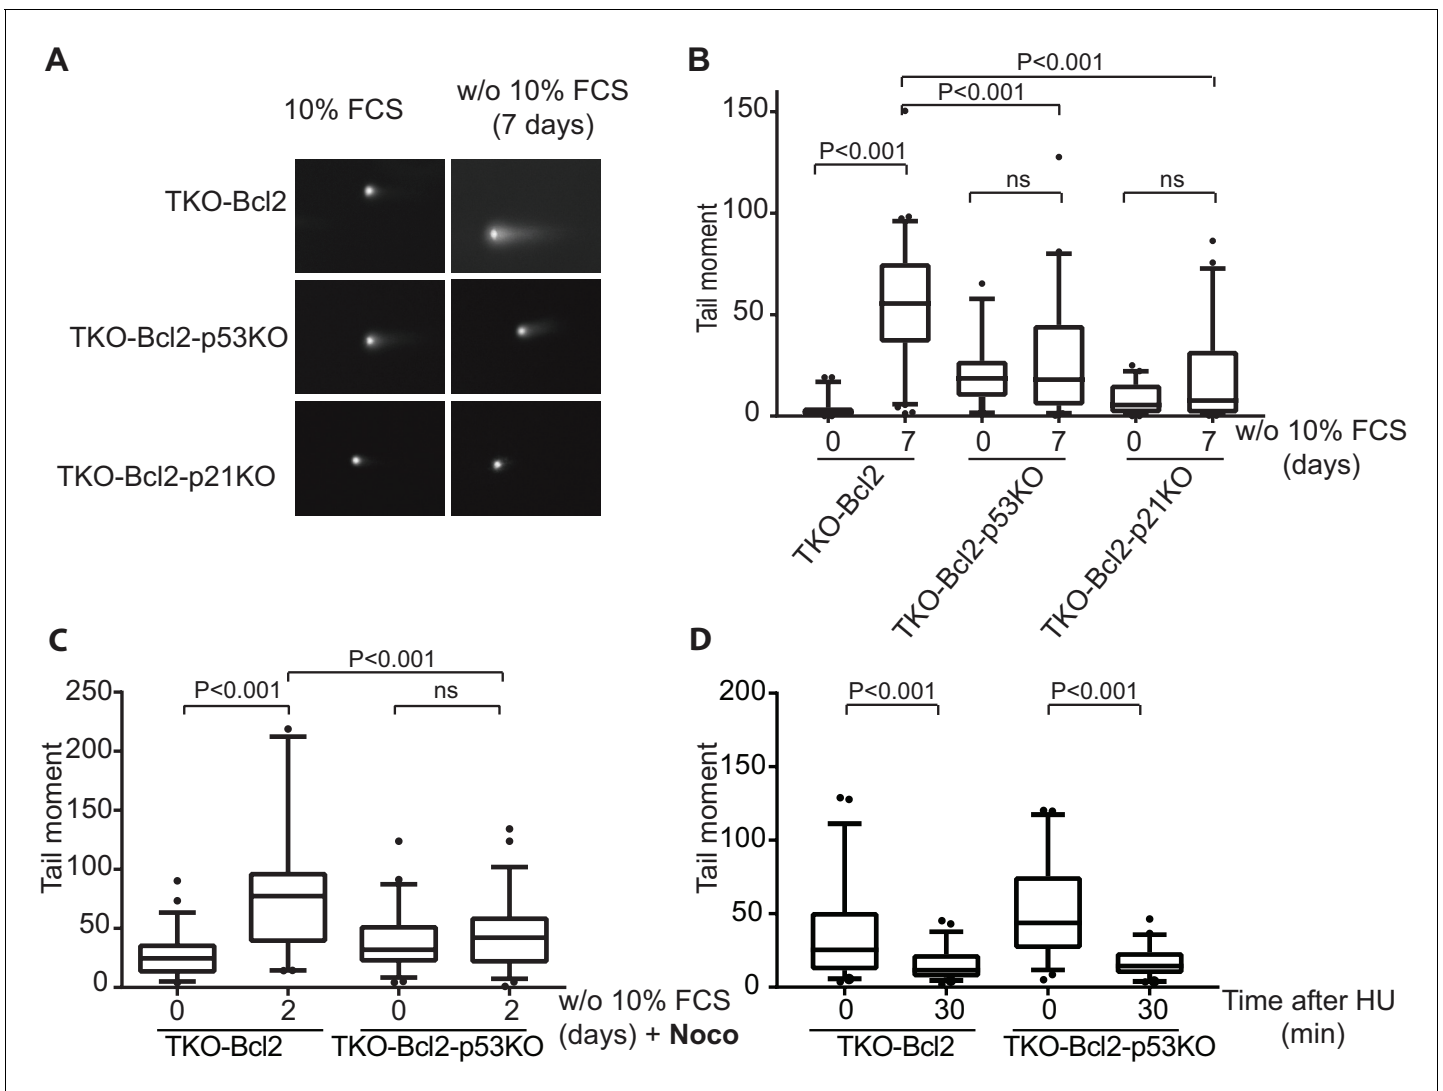 A
10% FCS
w/o 10% FCS
(7 days)
TKO-Bcl2
TKO-Bcl2-p53KO
TKO-Bcl2-p21KO
B
P<0.001
P<0.001
P<0.001
ns
ns
Tail moment
150
100
50
0
0
7
0
7
0
7
w/o 10% FCS
(days)
TKO-Bcl2
TKO-Bcl2-p53KO
TKO-Bcl2-p21KO
C
P<0.001
P<0.001
ns
Tail moment
250
200
150
100
50
0
0
2
0
2
w/o 10% FCS
(days) + Noco
TKO-Bcl2
TKO-Bcl2-p53KO
D
P<0.001
P<0.001
Tail moment
200
150
100
50
0
0
30
0
30
Time after HU
(min)
TKO-Bcl2
TKO-Bcl2-p53KO